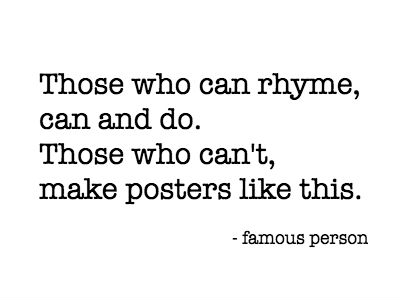 Those who can rhyme,
can and do.
Those who can't,
make posters like this.
- famous person